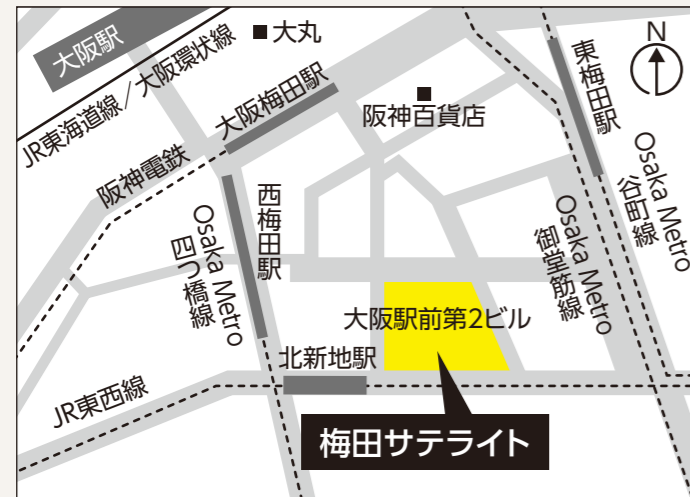 大阪駅
■大丸
N
JR東海道線/大阪環状線
大阪梅田駅
阪神百貨店
東梅田駅
阪神電鉄
Osaka Metro
谷町線
西梅田駅
Osaka Metro
四つ橋線
Osaka Metro
御堂筋線
大阪駅前第2ビル
北新地駅
JR東西線
梅田サテライト